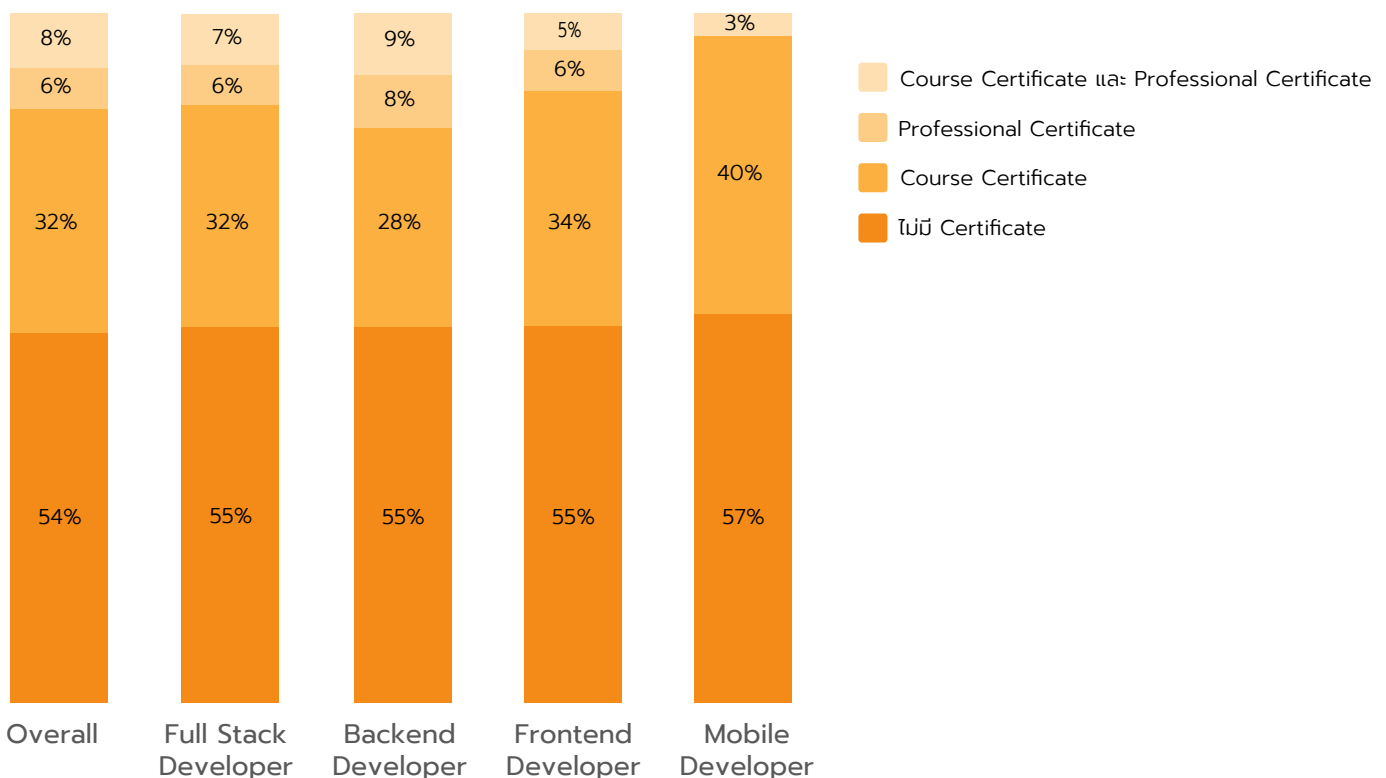 8%
7%
9%
5%
3%
6%
6%
8%
6%
32%
32%
28%
34%
40%
54%
55%
55%
55%
57%
Overall
Full Stack
Developer
Backend
Developer
Frontend
Developer
Mobile
Developer
Course Certificate และ Professional Certificate
Professional Certificate
Course Certificate
ไม่มี Certificate